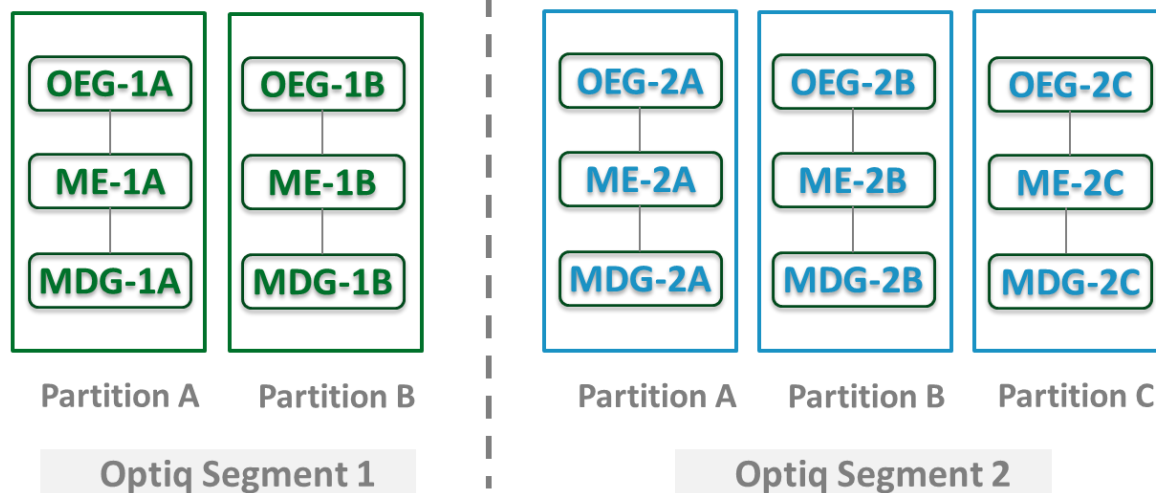 OEG-1A
ME-1A
MDG-1A
Partition A
OEG-1B
ME-1B
MDG-1B
Partition B
Optiq Segment 1
OEG-2A
ME-2A
MDG-2A
Partition A
OEG-2B
ME-2B
MDG-2B
Partition B
OEG-2C
ME-2C
MDG-2C
Partition C
Optiq Segment 2